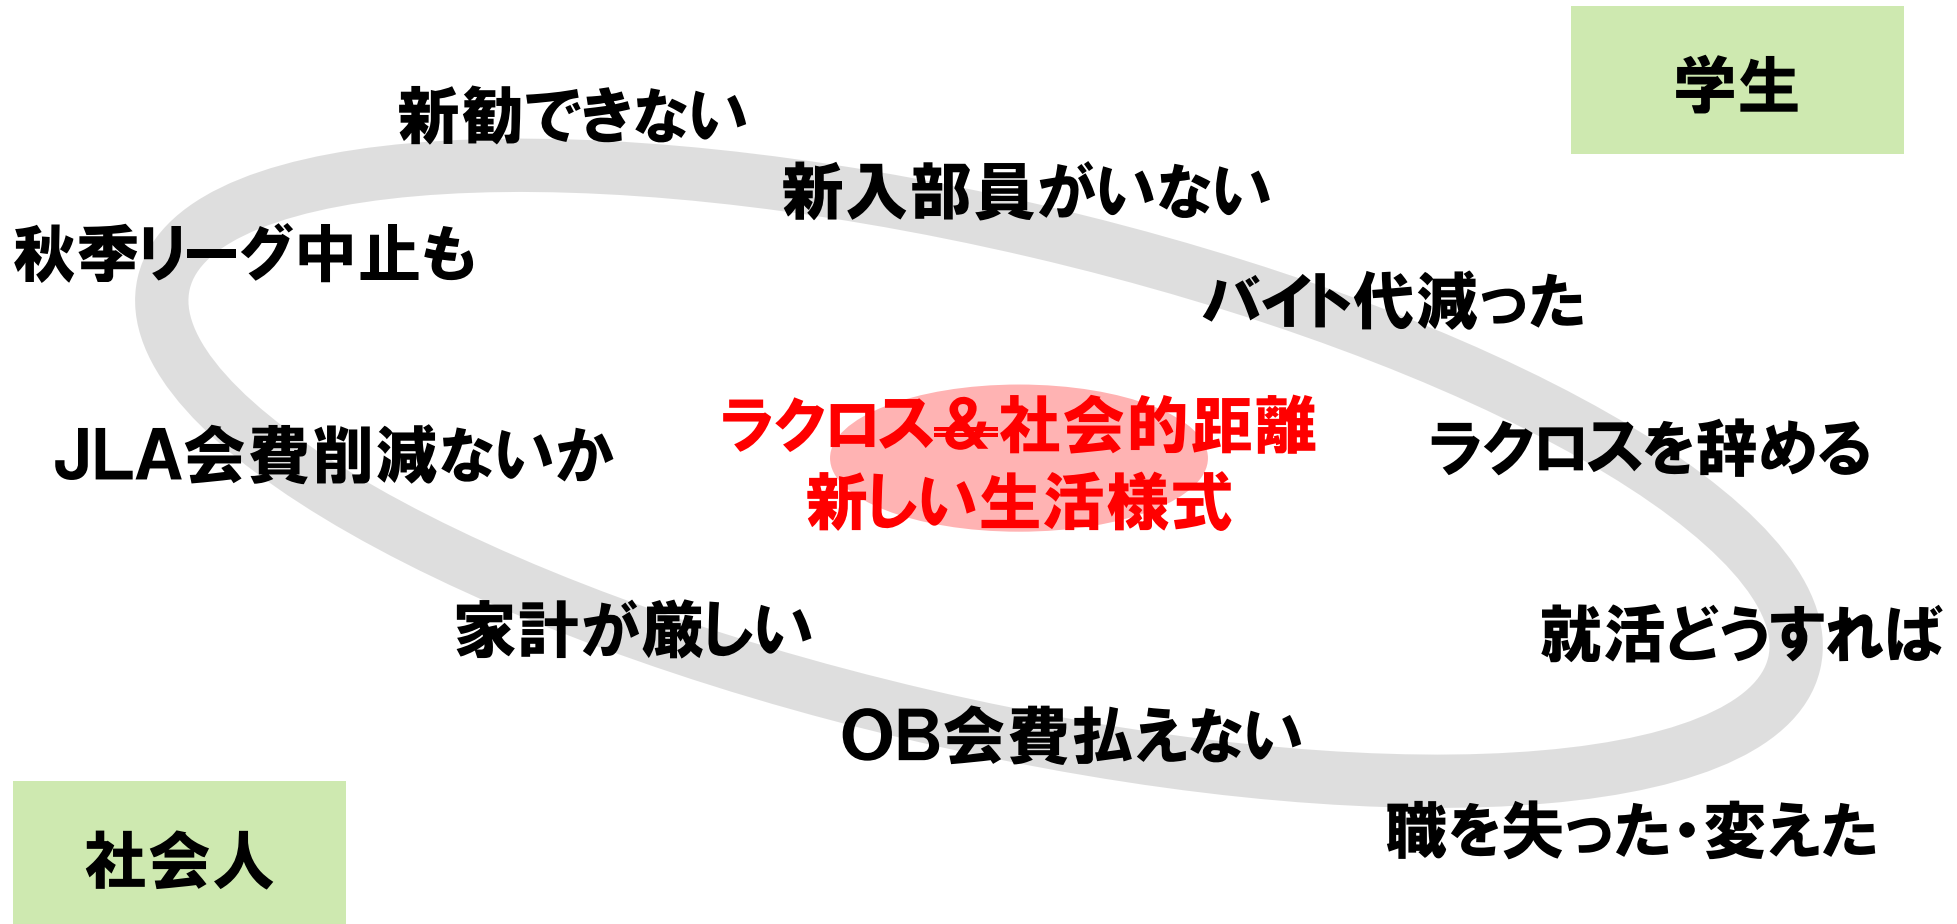 学生
新勧できない
新入部員がいない
秋季リーグ中止も
バイト代減った
ラクロス&社会的距離
新しい生活様式
JLA会費削減ないか
ラクロスを辞める
家計が厳しい
就活どうすれば
OB会費払えない
職を失った・変えた
社会人